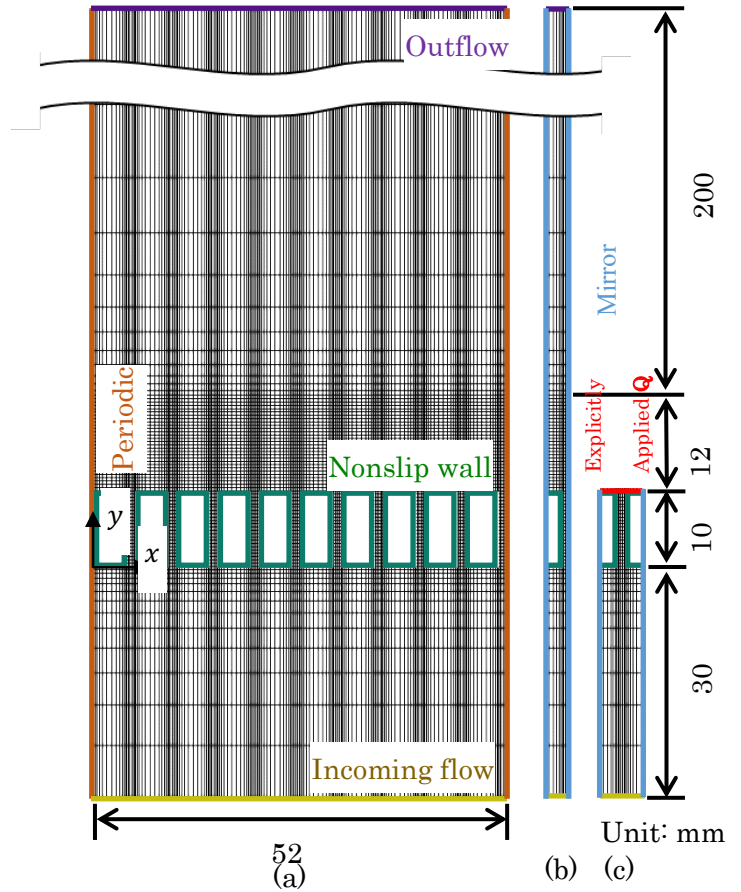 Outflow
200
Mirror
Periodic
Explicitly
Applied Q
12
Nonslip wall
y
x
10
30
Incoming flow
52
Unit: mm
(a)
(b)
(c)